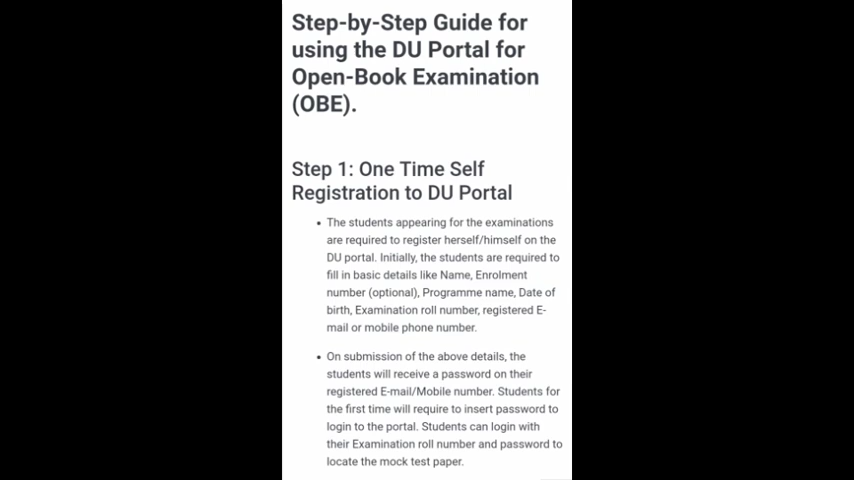 Step-by-Step Guide for
using the DU Portal for
Open-Book Examination
(OBE).
Step 1: One Time Self
Registration to DU Portal
• The students appearing for the examinations
are required to register herself/himself on the
DU portal. Initially, the students are required to
fill in basic details like Name, Enrolment
number (optional), Programme name, Date of
birth, Examination roll number, registered E-
mail or mobile phone number.
• On submission of the above details, the
students will receive a password on their
registered E-mail/Mobile number. Students for
the first time will require to insert password to
login to the portal. Students can login with
their Examination roll number and password to
locate the mock test paper.